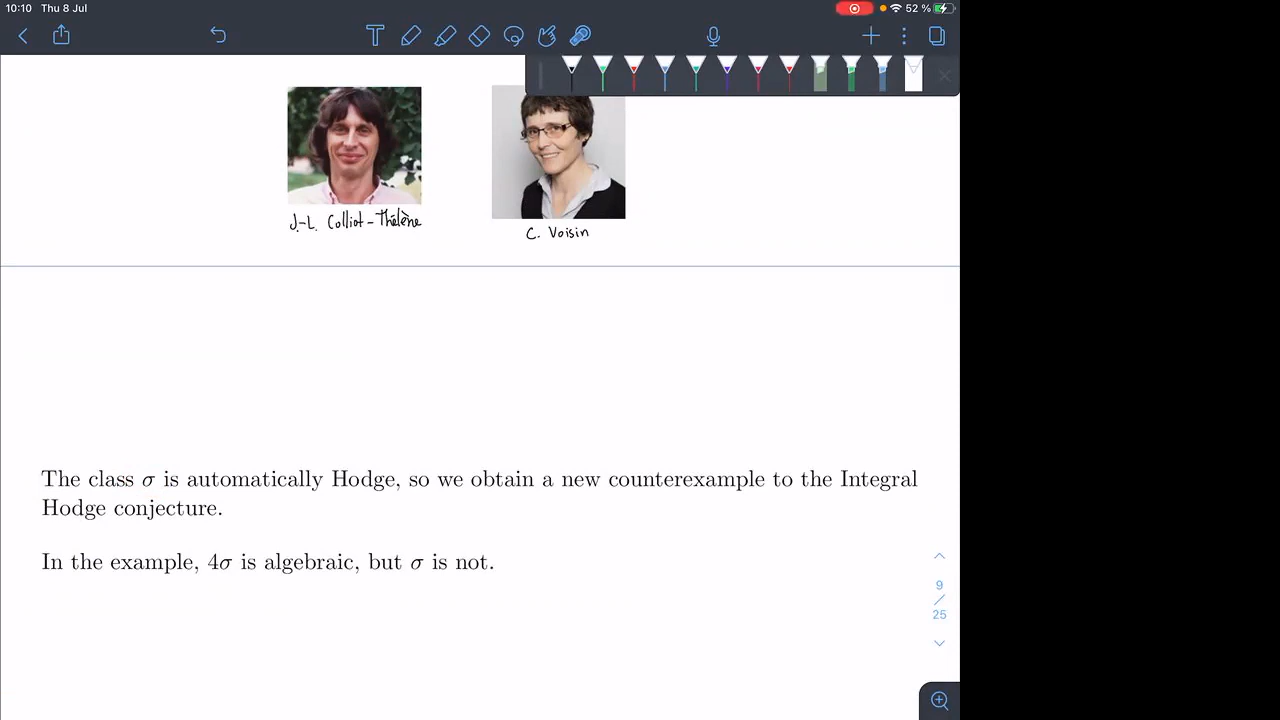 10:10 Thu 8 Jul
52 %
J.-L. Colliot-Thélène
C. Voisin
The class σ is automatically Hodge, so we obtain a new counterexample to the Integral
Hodge conjecture.
In the example, 4σ is algebraic, but σ is not.
9
/
25